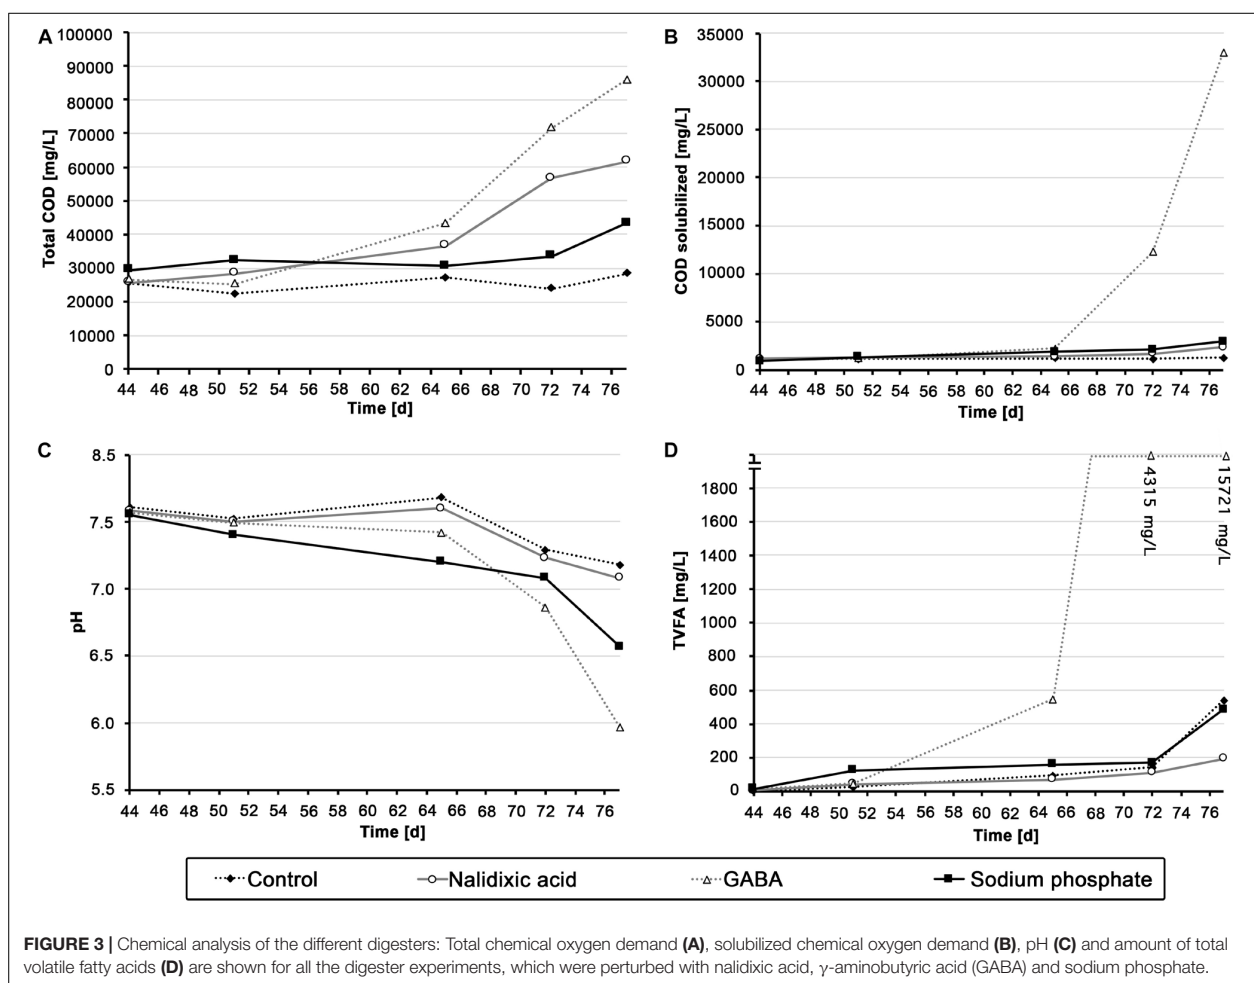 A
Total COD [mg/L]
100000
90000
80000
70000
60000
50000
40000
30000
20000
10000
0
44 46 48 50 52 54 56 58 60 62 64 66 68 70 72 74 76
Time [d]
B
COD solubilized [mg/L]
35000
30000
25000
20000
15000
10000
5000
0
44 46 48 50 52 54 56 58 60 62 64 66 68 70 72 74 76
Time [d]
C
pH
8.5
7.5
7.0
6.5
6.0
5.5
44 46 48 50 52 54 56 58 60 62 64 66 68 70 72 74 76
Time [d]
D
TVFA [mg/L]
1800
1600
1400
1200
1000
800
600
400
200
0
4315 mg/L
15721 mg/L
44 46 48 50 52 54 56 58 60 62 64 66 68 70 72 74 76
Time [d]
Control Nalidixic acid GABA Sodium phosphate
FIGURE 3 | Chemical analysis of the different digesters: Total chemical oxygen demand (A), solubilized chemical oxygen demand (B), pH (C) and amount of total
volatile fatty acids (D) are shown for all the digester experiments, which were perturbed with nalidixic acid, γ-aminobutyric acid (GABA) and sodium phosphate.